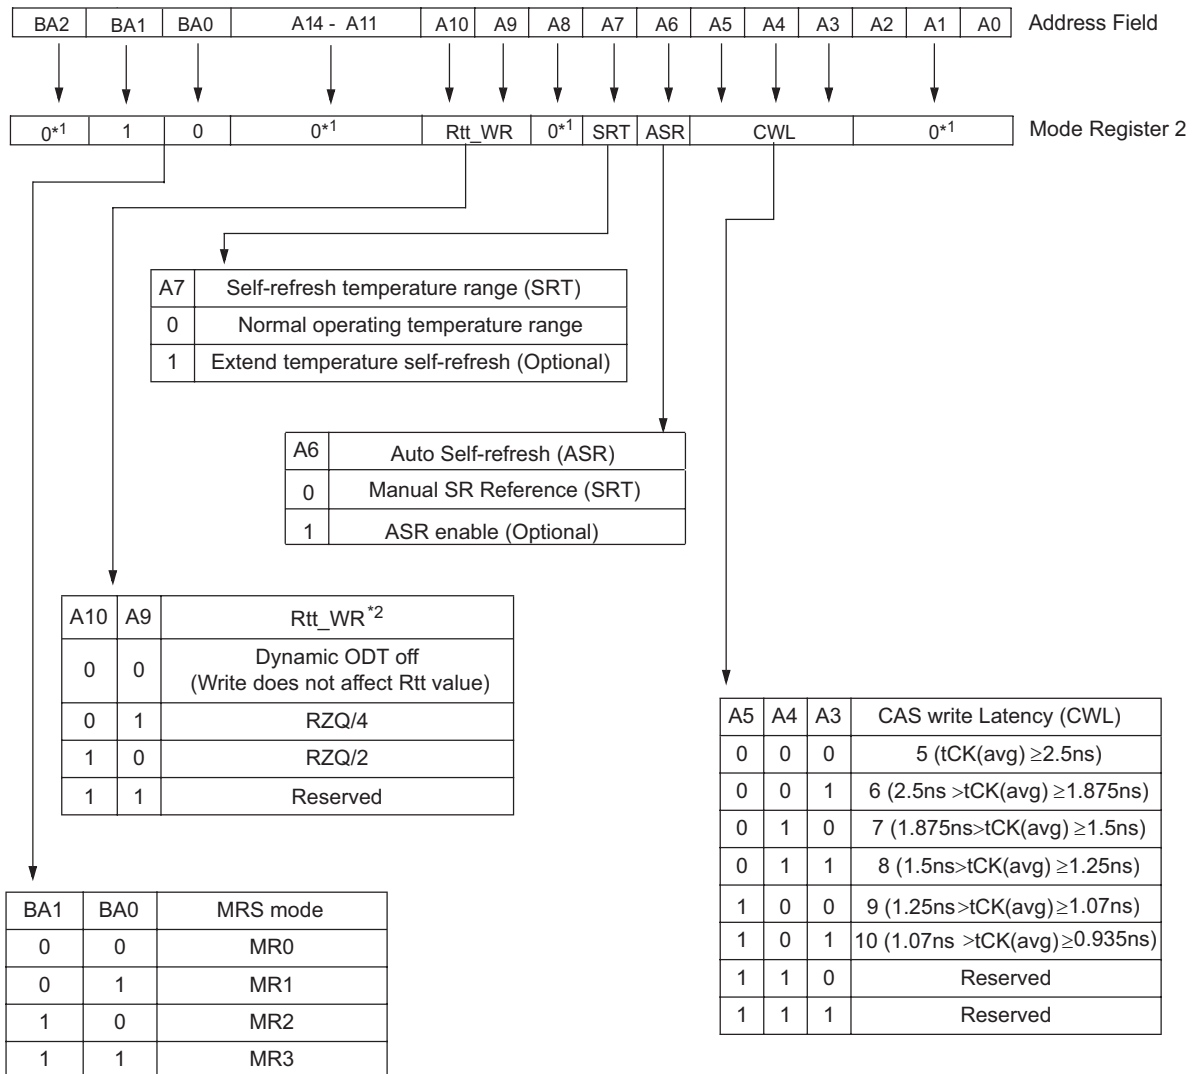 BA2 BA1 BA0 A14 - A11 A10 A9 A8 A7 A6 A5 A4 A3 A2 A1 A0 Address Field
0*1 1 0 0*1 Rtt_WR 0*1 SRT ASR CWL 0*1 Mode Register 2
A7 Self-refresh temperature range (SRT)
0 Normal operating temperature range
1 Extend temperature self-refresh (Optional)
A6 Auto Self-refresh (ASR)
0 Manual SR Reference (SRT)
1 ASR enable (Optional)
A10 A9 Rtt_WR*2
0 0 Dynamic ODT off
(Write does not affect Rtt value)
0 1 RZQ/4
1 0 RZQ/2
1 1 Reserved
A5 A4 A3 CAS write Latency (CWL)
0 0 0 5 (tCK(avg) ≥2.5ns)
0 0 1 6 (2.5ns >tCK(avg) ≥1.875ns)
0 1 0 7 (1.875ns>tCK(avg) ≥1.5ns)
0 1 1 8 (1.5ns>tCK(avg) ≥1.25ns)
1 0 0 9 (1.25ns>tCK(avg)≥1.07ns)
1 0 1 10 (1.07ns >tCK(avg)≥0.935ns)
1 1 0 Reserved
1 1 1 Reserved
BA1 BA0 MRS mode
0 0 MR0
0 1 MR1
1 0 MR2
1 1 MR3